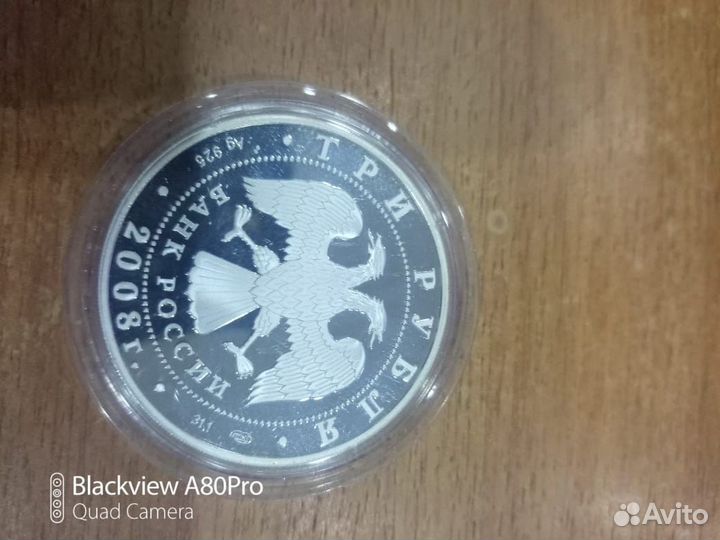 ТРИ РУБЛЯ
Ag 925
БАНК РОССИИ
31,1
2008 г.
Blackview A80Pro
Quad Camera
Avito